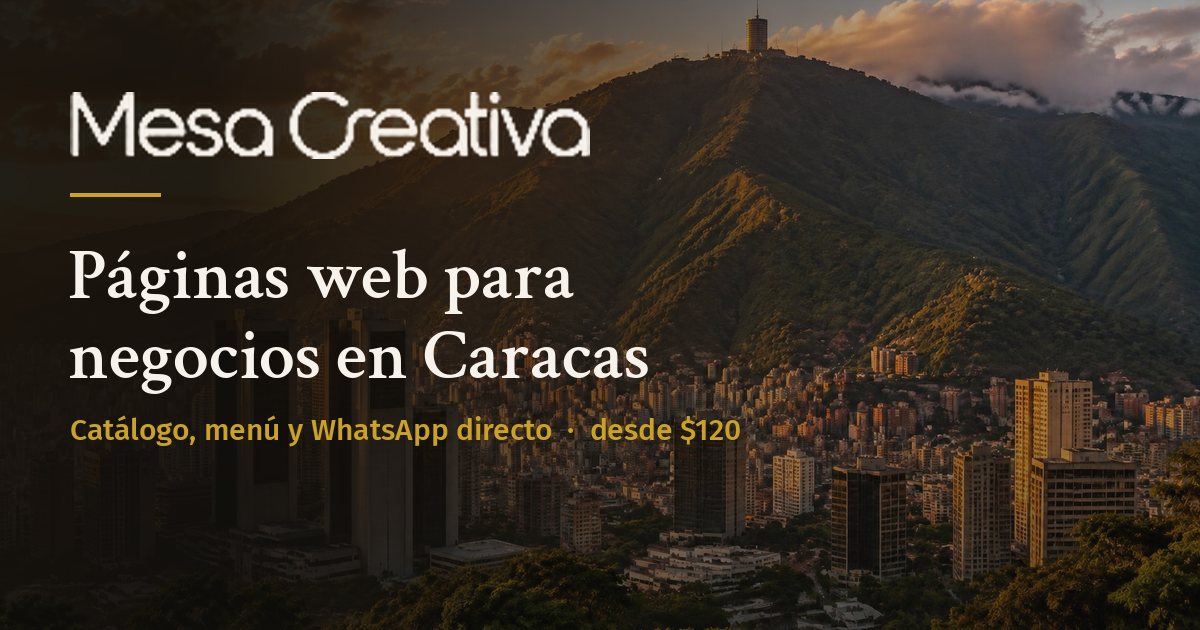 Mesa Creativa
Páginas web para
negocios en Caracas
Catálogo, menú y WhatsApp directo · desde $120